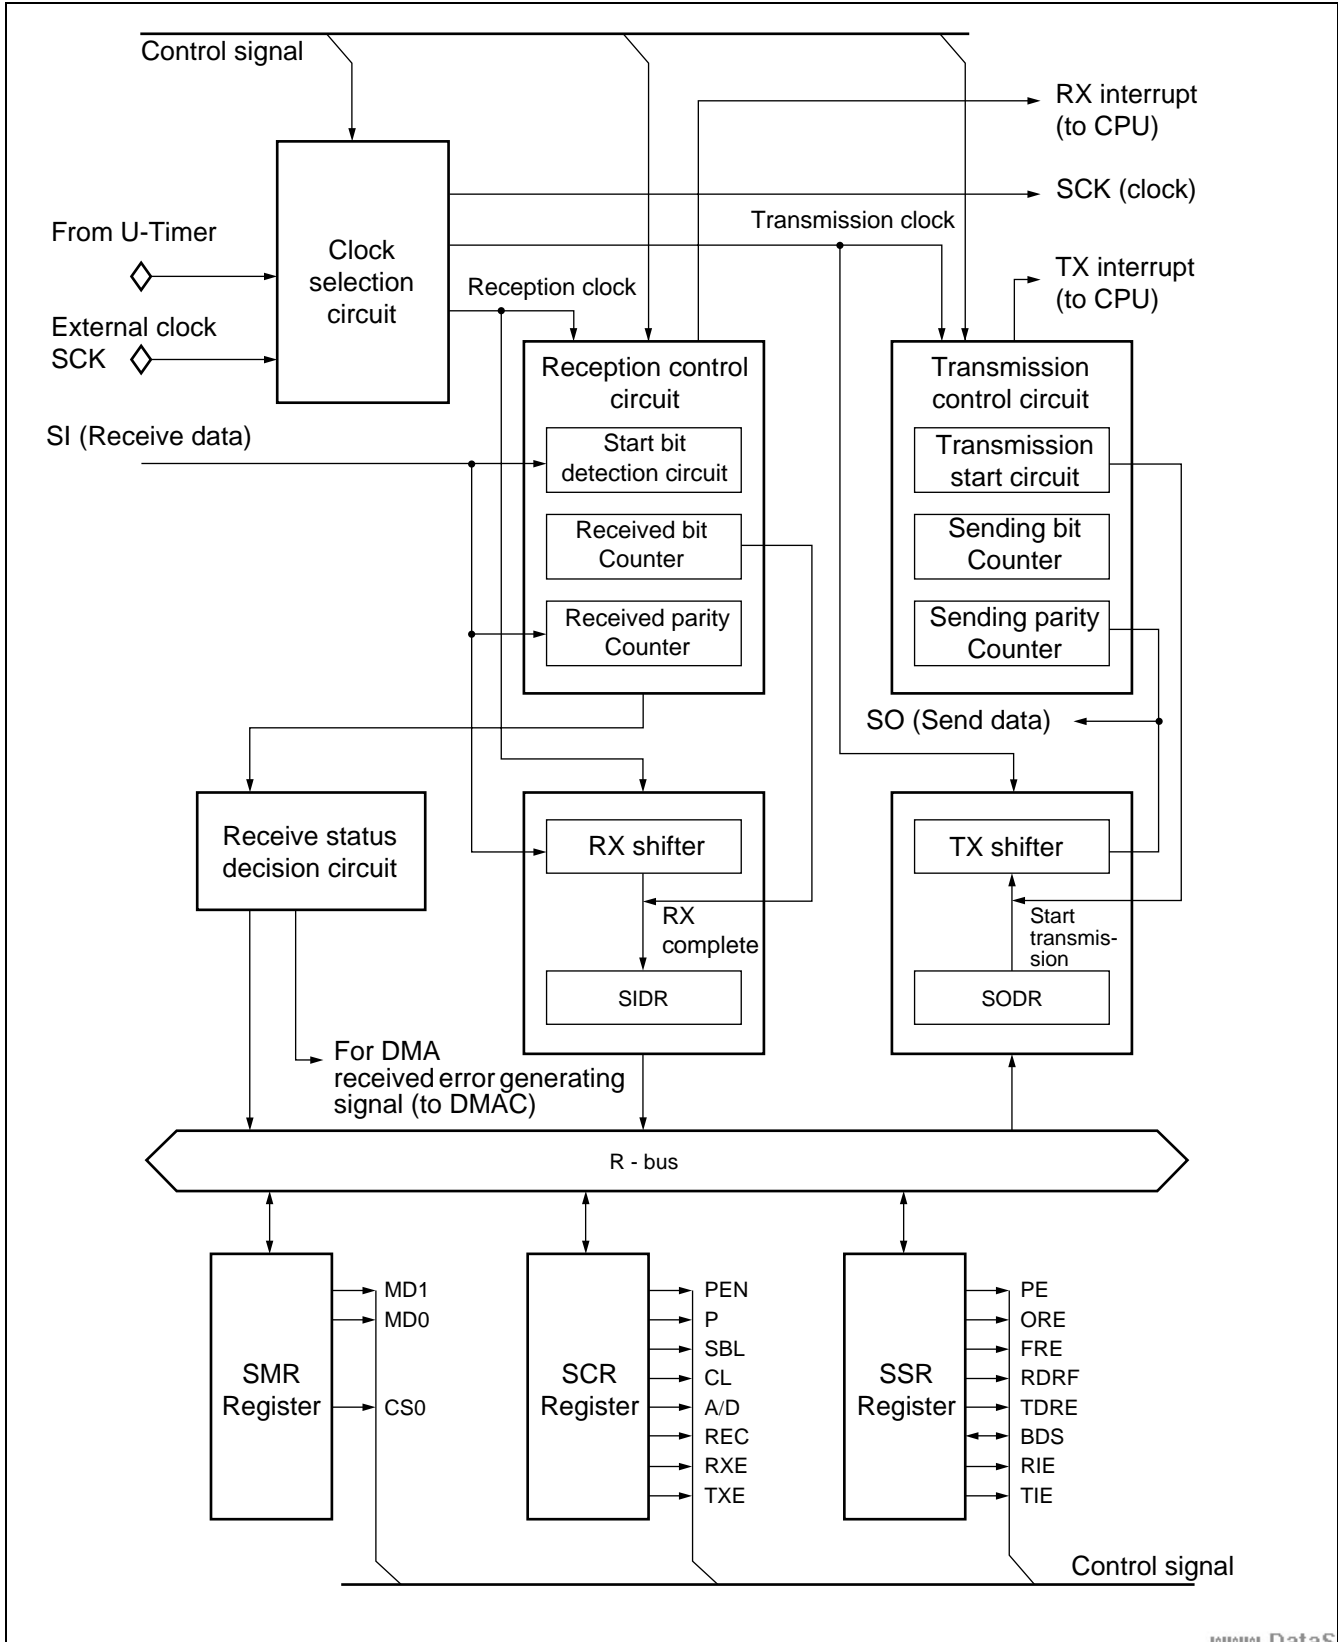 Control signal
RX interrupt
(to CPU)
SCK (clock)
From U-Timer
Transmission clock
Clock
selection
circuit
TX interrupt
(to CPU)
Reception clock
External clock
SCK
Reception control
circuit
Transmission
control circuit
SI (Receive data)
Start bit
detection circuit
Transmission
start circuit
Received bit
Counter
Sending bit
Counter
Received parity
Counter
Sending parity
Counter
SO (Send data)
Receive status
decision circuit
RX shifter
TX shifter
RX
complete
Start
transmis-
sion
SIDR
SODR
For DMA
received error generating
signal (to DMAC)
R - bus
SMR
Register
MD1
MD0
CS0
SCR
Register
PEN
P
SBL
CL
A/D
REC
RXE
TXE
SSR
Register
PE
ORE
FRE
RDRF
TDRE
BDS
RIE
TIE
Control signal